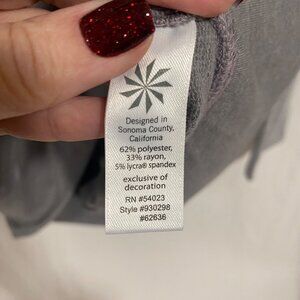 Designed in
Sonoma County,
California
62% polyester,
33% rayon,
5% lycra® spandex
exclusive of
decoration
RN #54023
Style #930298
#62636